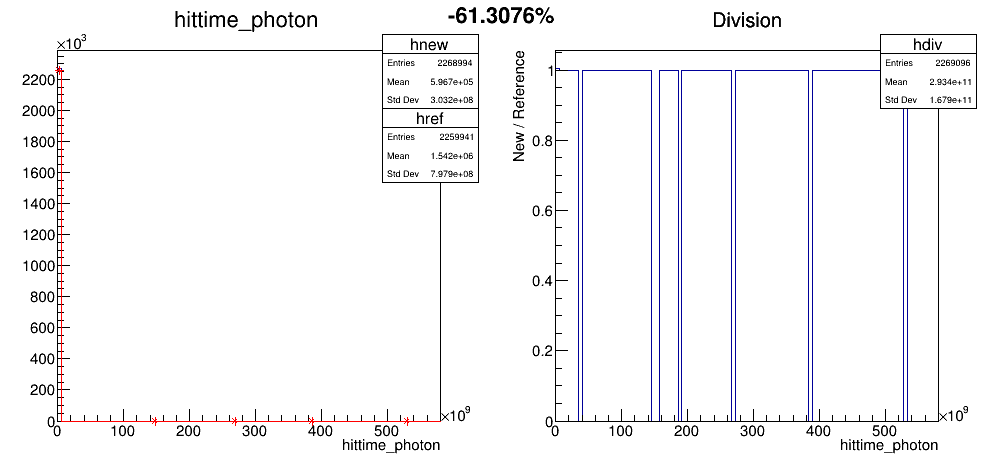 -61.3076%
hittime_photon
×10³
hnew
Entries 2268994
Mean 5.967e+05
Std Dev 3.032e+08
href
Entries 2259941
Mean 1.542e+06
Std Dev 7.979e+08
2200
2000
1800
1600
1400
1200
1000
800
600
400
200
0
0 100 200 300 400 500
×10⁹
hittime_photon
Division
hdiv
Entries 2269096
Mean 2.934e+11
Std Dev 1.679e+11
New / Reference
1
0.8
0.6
0.4
0.2
0
0 100 200 300 400 500
×10⁹
hittime_photon